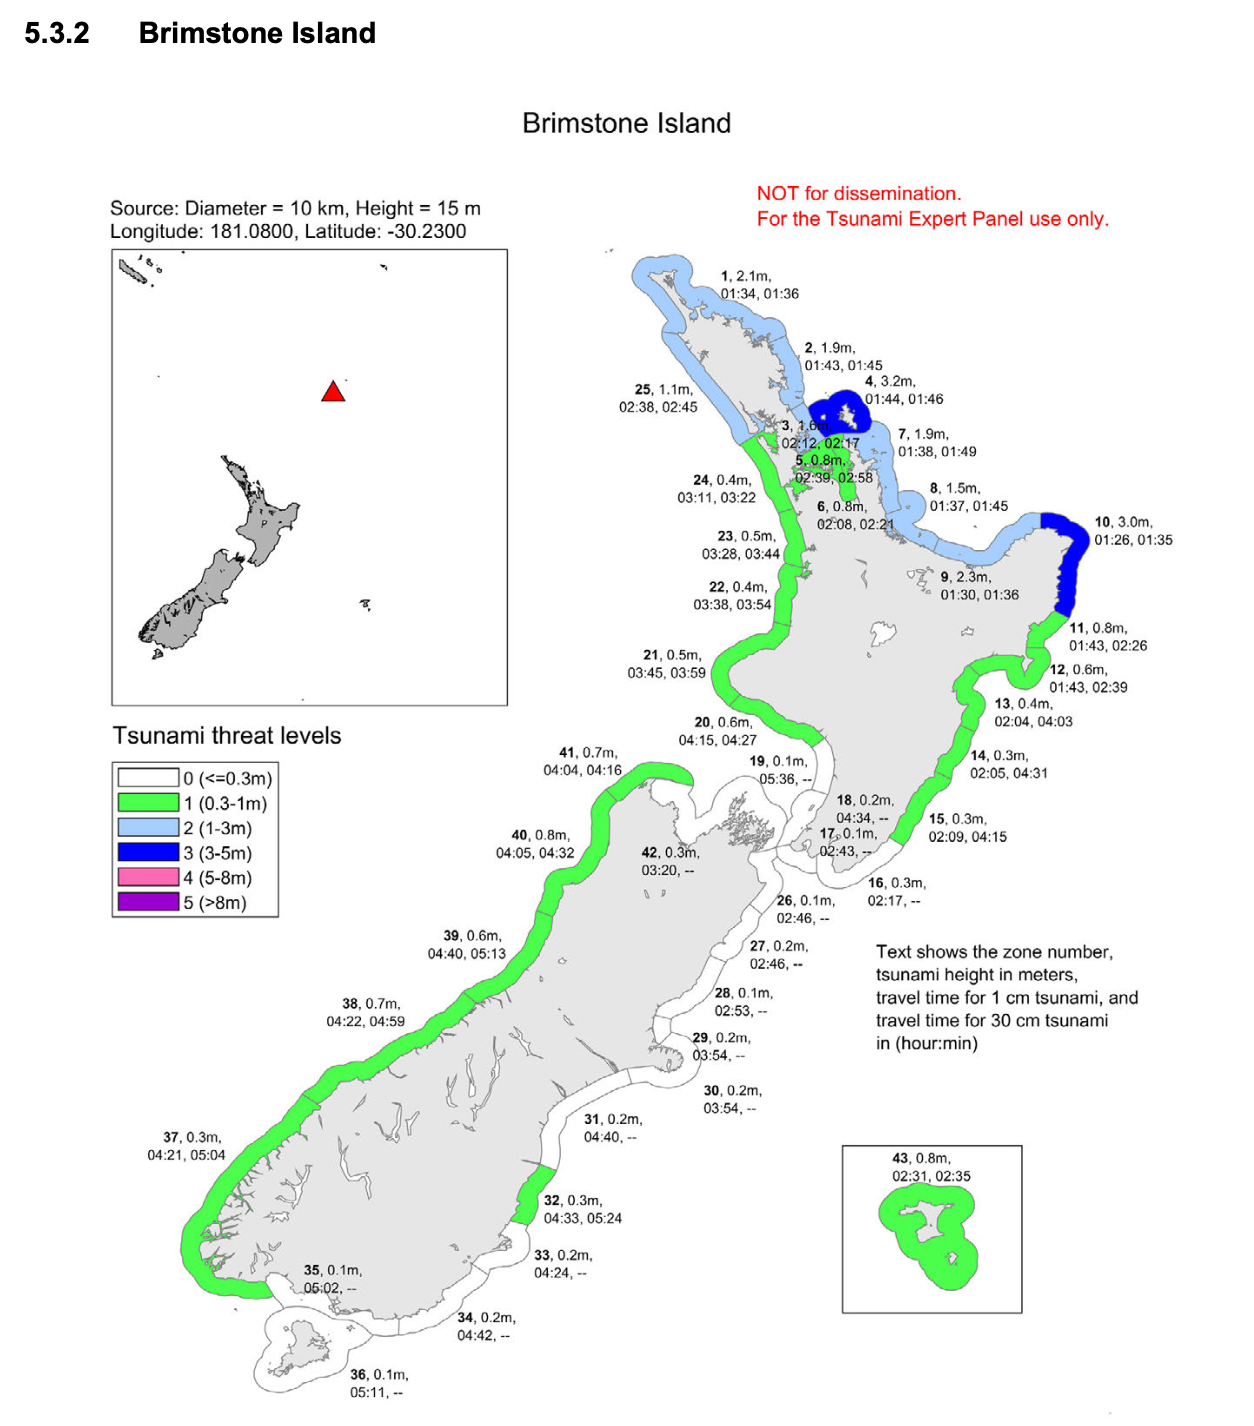 5.3.2 Brimstone Island
Brimstone Island
NOT for dissemination.
For the Tsunami Expert Panel use only.
Source: Diameter = 10 km, Height = 15 m
Longitude: 181.0800, Latitude: -30.2300
1, 2.1m,
01:34, 01:36
2, 1.9m,
01:43, 01:45
4, 3.2m,
01:44, 01:46
25, 1.1m,
02:38, 02:45
3, 1.6m,
02:12, 02:17
7, 1.9m,
01:38, 01:49
5, 0.8m,
02:39, 02:58
24, 0.4m,
03:11, 03:22
8, 1.5m,
01:37, 01:45
6, 0.8m,
02:08, 02:21
10, 3.0m,
01:26, 01:35
23, 0.5m,
03:28, 03:44
9, 2.3m,
01:30, 01:36
22, 0.4m,
03:38, 03:54
11, 0.8m,
01:43, 02:26
21, 0.5m,
03:45, 03:59
12, 0.6m,
01:43, 02:39
13, 0.4m,
02:04, 04:03
20, 0.6m,
04:15, 04:27
14, 0.3m,
02:05, 04:31
41, 0.7m,
04:04, 04:16
19, 0.1m,
05:36, --
18, 0.2m,
04:34, --
15, 0.3m,
02:09, 04:15
17, 0.1m,
02:43, --
40, 0.8m,
04:05, 04:32
42, 0.3m,
03:20, --
16, 0.3m,
02:17, --
26, 0.1m,
02:46, --
39, 0.6m,
04:40, 05:13
27, 0.2m,
02:46, --
28, 0.1m,
02:53, --
38, 0.7m,
04:22, 04:59
29, 0.2m,
03:54, --
30, 0.2m,
03:54, --
31, 0.2m,
04:40, --
37, 0.3m,
04:21, 05:04
32, 0.3m,
04:33, 05:24
33, 0.2m,
04:24, --
35, 0.1m,
05:02, --
34, 0.2m,
04:42, --
36, 0.1m,
05:11, --
43, 0.8m,
02:31, 02:35
Tsunami threat levels
0 (<=0.3m)
1 (0.3-1m)
2 (1-3m)
3 (3-5m)
4 (5-8m)
5 (>8m)
Text shows the zone number,
tsunami height in meters,
travel time for 1 cm tsunami, and
travel time for 30 cm tsunami
in (hour:min)